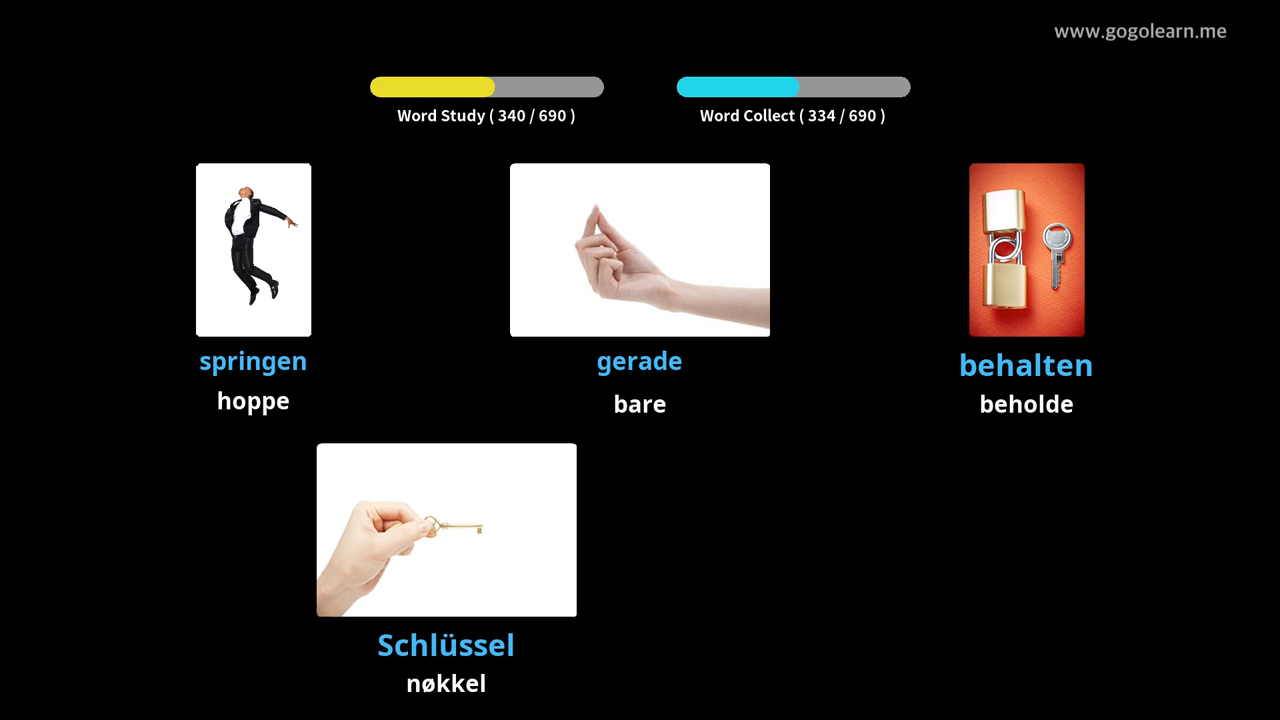 www.gogolearn.me
Word Study ( 340 / 690 )
Word Collect ( 334 / 690 )
springen
hoppe
gerade
bare
behalten
beholde
Schlüssel
nøkkel